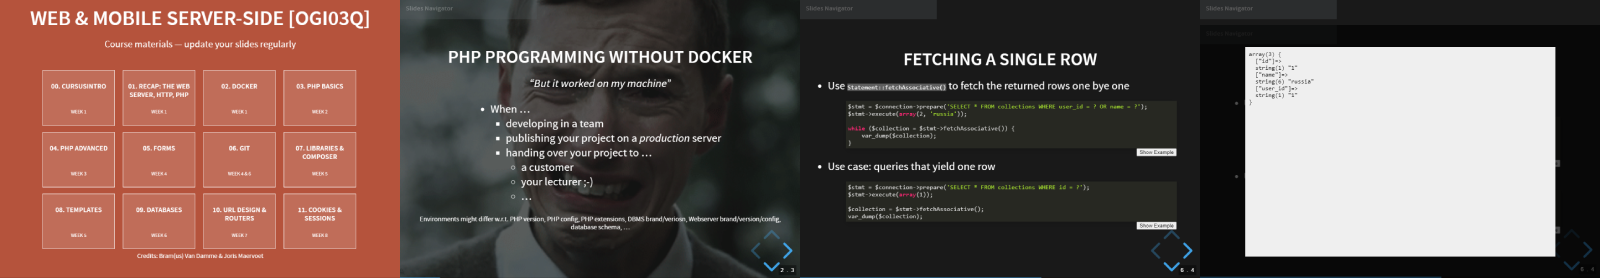 WEB & MOBILE SERVER-SIDE [OGI03Q]
Course materials — update your slides regularly
00. CURSUSINTRO
WEEK 1
01. RECAP: THE WEB
SERVER, HTTP, PHP
WEEK 1
02. DOCKER
WEEK 1
03. PHP BASICS
WEEK 2
04. PHP ADVANCED
WEEK 3
05. FORMS
WEEK 4
06. GIT
WEEK 4 & 5
07. LIBRARIES &
COMPOSER
WEEK 5
08. TEMPLATES
WEEK 6
09. DATABASES
WEEK 6
10. URL DESIGN &
ROUTERS
WEEK 7
11. COOKIES &
SESSIONS
WEEK 8
Credits: Bram(us) Van Damme & Joris Maervoet
Slides Navigator
PHP PROGRAMMING WITHOUT DOCKER
“But it worked on my machine”
When …
developing in a team
publishing your project on a production server
handing over your project to …
a customer
your lecturer ;-)
…
Environments might differ w.r.t. PHP version, PHP config, PHP extensions, DBMS brand/veriosn, Webserver brand/version/config,
database schema, …
2 . 3
Slides Navigator
FETCHING A SINGLE ROW
Use Statement::fetchAssociative() to fetch the returned rows one bye one
$stmt = $connection->prepare('SELECT * FROM collections WHERE user_id = ? OR name = ?');
$stmt->execute(array(2, 'russia'));
while ($collection = $stmt->fetchAssociative()) {
var_dump($collection);
}
Show Example
Use case: queries that yield one row
$stmt = $connection->prepare('SELECT * FROM collections WHERE id = ?');
$stmt->execute(array(1));
$collection = $stmt->fetchAssociative();
var_dump($collection);
Show Example
6 . 4
Slides Navigator
array(3) {
["id"]=>
string(1) "1"
["name"]=>
string(6) "russia"
["user_id"]=>
string(1) "1"
}
6 . 4